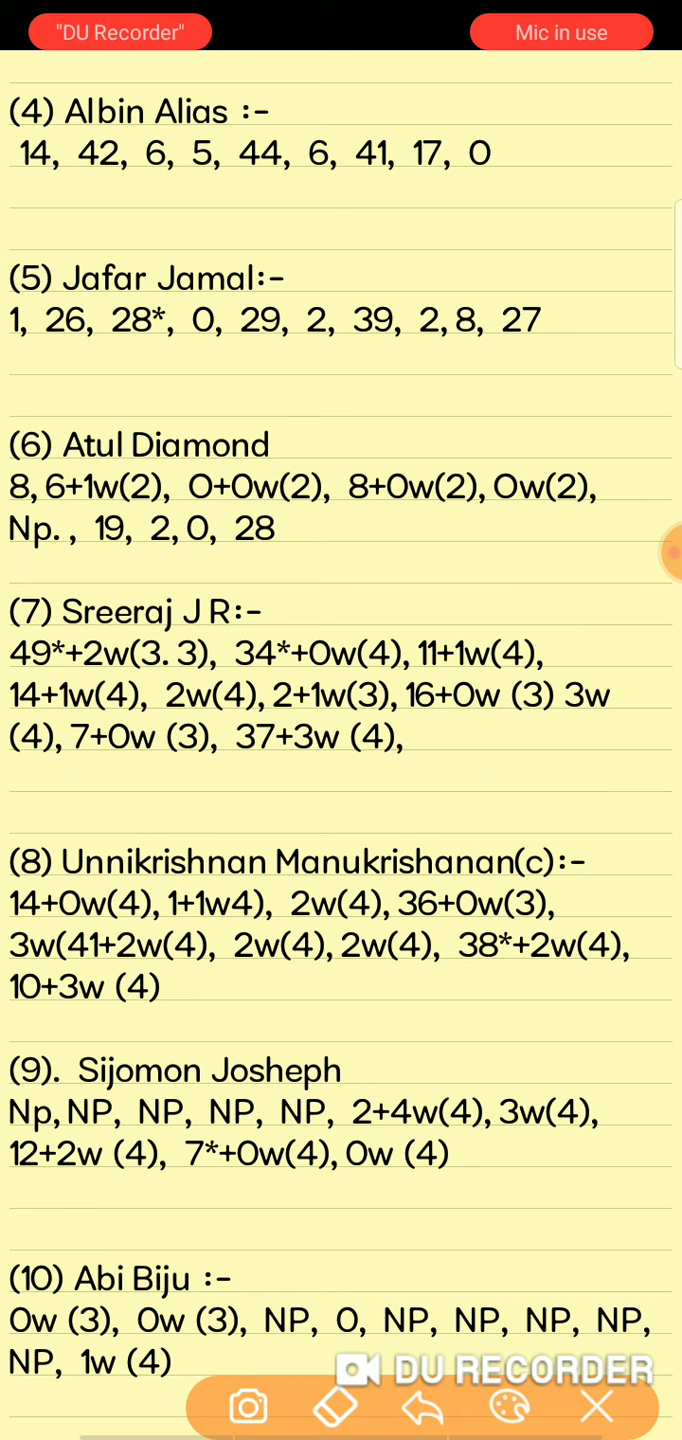 "DU Recorder" Mic in use
(4) Albin Alias :-
14, 42, 6, 5, 44, 6, 41, 17, 0
(5) Jafar Jamal:-
1, 26, 28*, 0, 29, 2, 39, 2, 8, 27
(6) Atul Diamond
8, 6+1w(2), 0+0w(2), 8+0w(2), 0w(2),
Np. , 19, 2, 0, 28
(7) Sreeraj J R:-
49*+2w(3. 3), 34*+0w(4), 11+1w(4),
14+1w(4), 2w(4), 2+1w(3), 16+0w (3) 3w
(4), 7+0w (3), 37+3w (4),
(8) Unnikrishnan Manukrishanan(c):-
14+0w(4), 1+1w4), 2w(4), 36+0w(3),
3w(41+2w(4), 2w(4), 2w(4), 38*+2w(4),
10+3w (4)
(9). Sijomon Josheph
Np, NP, NP, NP, NP, 2+4w(4), 3w(4),
12+2w (4), 7*+0w(4), 0w (4)
(10) Abi Biju :-
0w (3), 0w (3), NP, 0, NP, NP, NP, NP,
NP, 1w (4)
DU RECORDER